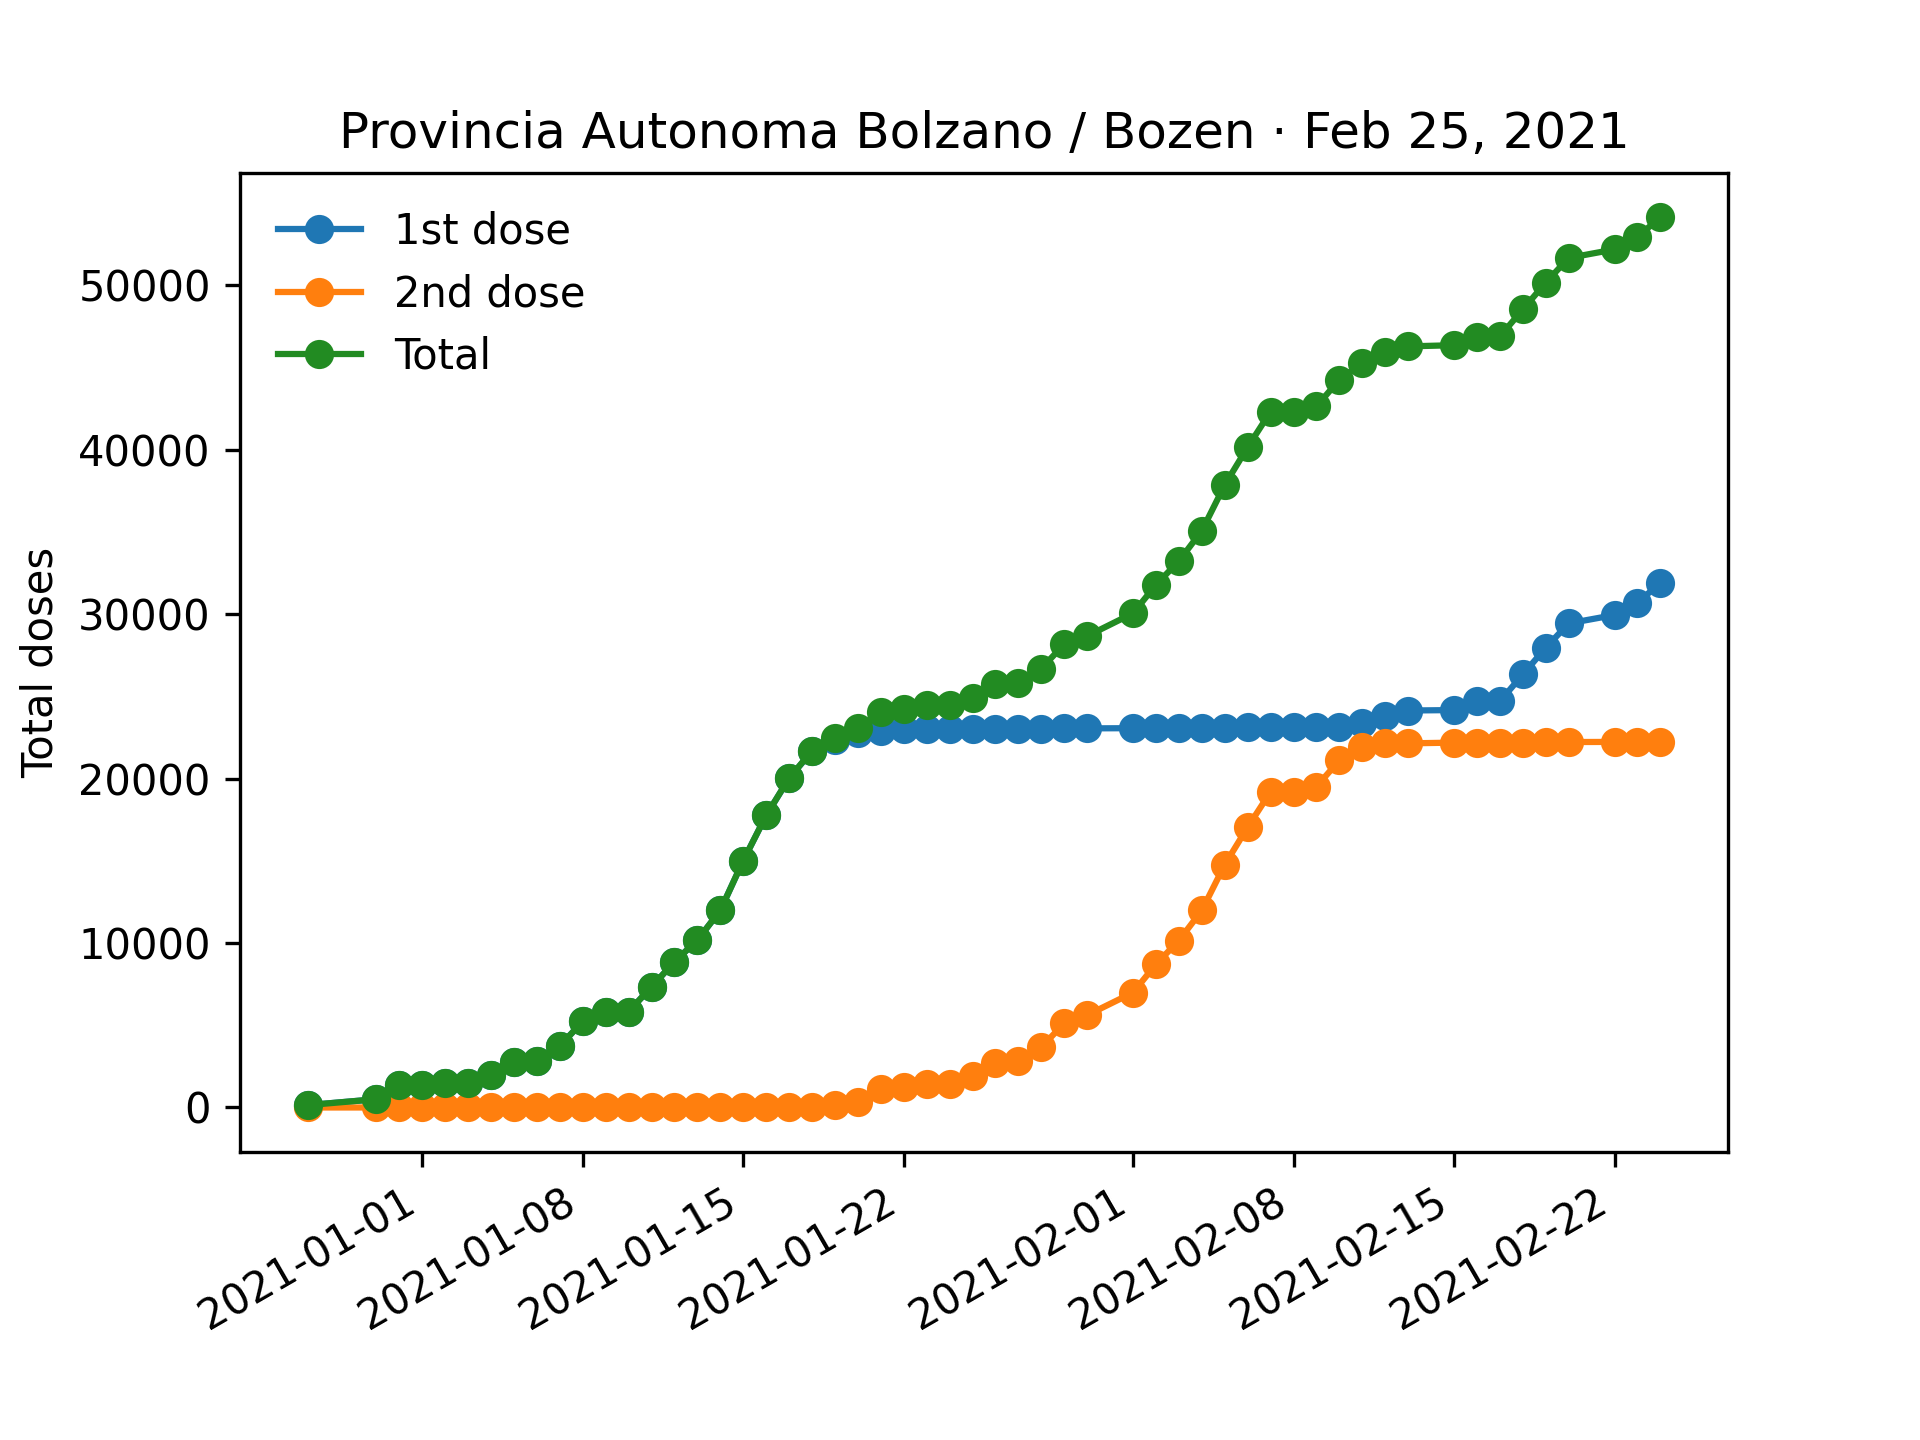 Provincia Autonoma Bolzano / Bozen · Feb 25, 2021
1st dose
2nd dose
Total
Total doses
50000
40000
30000
20000
10000
0
2021-01-01
2021-01-08
2021-01-15
2021-01-22
2021-02-01
2021-02-08
2021-02-15
2021-02-22